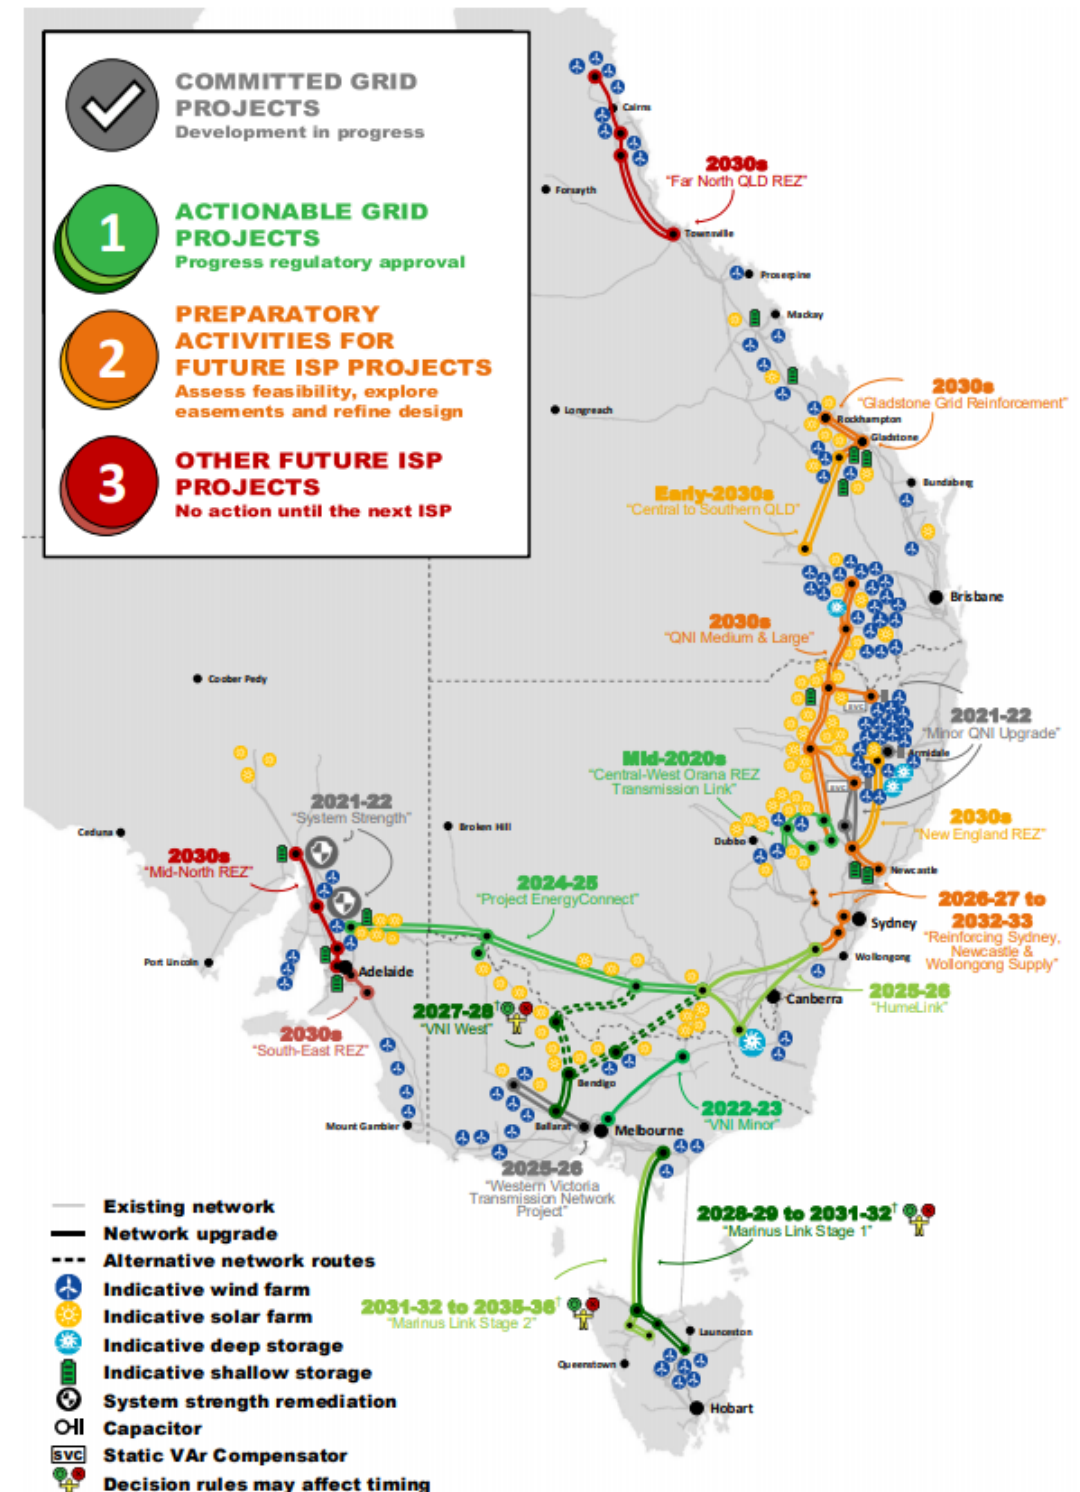 COMMITTED GRID
PROJECTS
Development in progress
1
ACTIONABLE GRID
PROJECTS
Progress regulatory approval
2
PREPARATORY
ACTIVITIES FOR
FUTURE ISP PROJECTS
Assess feasibility, explore
easements and refine design
3
OTHER FUTURE ISP
PROJECTS
No action until the next ISP
Cairns
2030s
"Far North QLD REZ"
Forsayth
Townsville
Proserpine
Mackay
Longreach
2030s
"Gladstone Grid Reinforcement"
Rockhampton
Gladstone
Bundaberg
Early-2030s
"Central to Southern QLD"
Brisbane
2030s
"QNI Medium & Large"
Coober Pedy
SVC
2021-22
"Minor QNI Upgrade"
Armidale
Mid-2020s
"Central-West Orana REZ
Transmission Link"
SVC
2021-22
"System Strength"
Ceduna
Broken Hill
Dubbo
2030s
"New England REZ"
2030s
"Mid-North REZ"
Newcastle
2024-25
"Project EnergyConnect"
2026-27 to
2032-33
"Reinforcing Sydney,
Newcastle &
Wollongong Supply"
Sydney
Wollongong
Port Lincoln
Adelaide
Canberra
2025-26
"HumeLink"
2027-28†
"VNI West"
2030s
"South-East REZ"
Bendigo
2022-23
"VNI Minor"
Mount Gambier
Ballarat
Melbourne
2025-26
"Western Victoria
Transmission Network
Project"
2028-29 to 2031-32†
"Marinus Link Stage 1"
2031-32 to 2035-36†
"Marinus Link Stage 2"
Launceston
Queenstown
Hobart
Existing network
Network upgrade
Alternative network routes
Indicative wind farm
Indicative solar farm
Indicative deep storage
Indicative shallow storage
System strength remediation
Capacitor
SVC Static VAr Compensator
Decision rules may affect timing